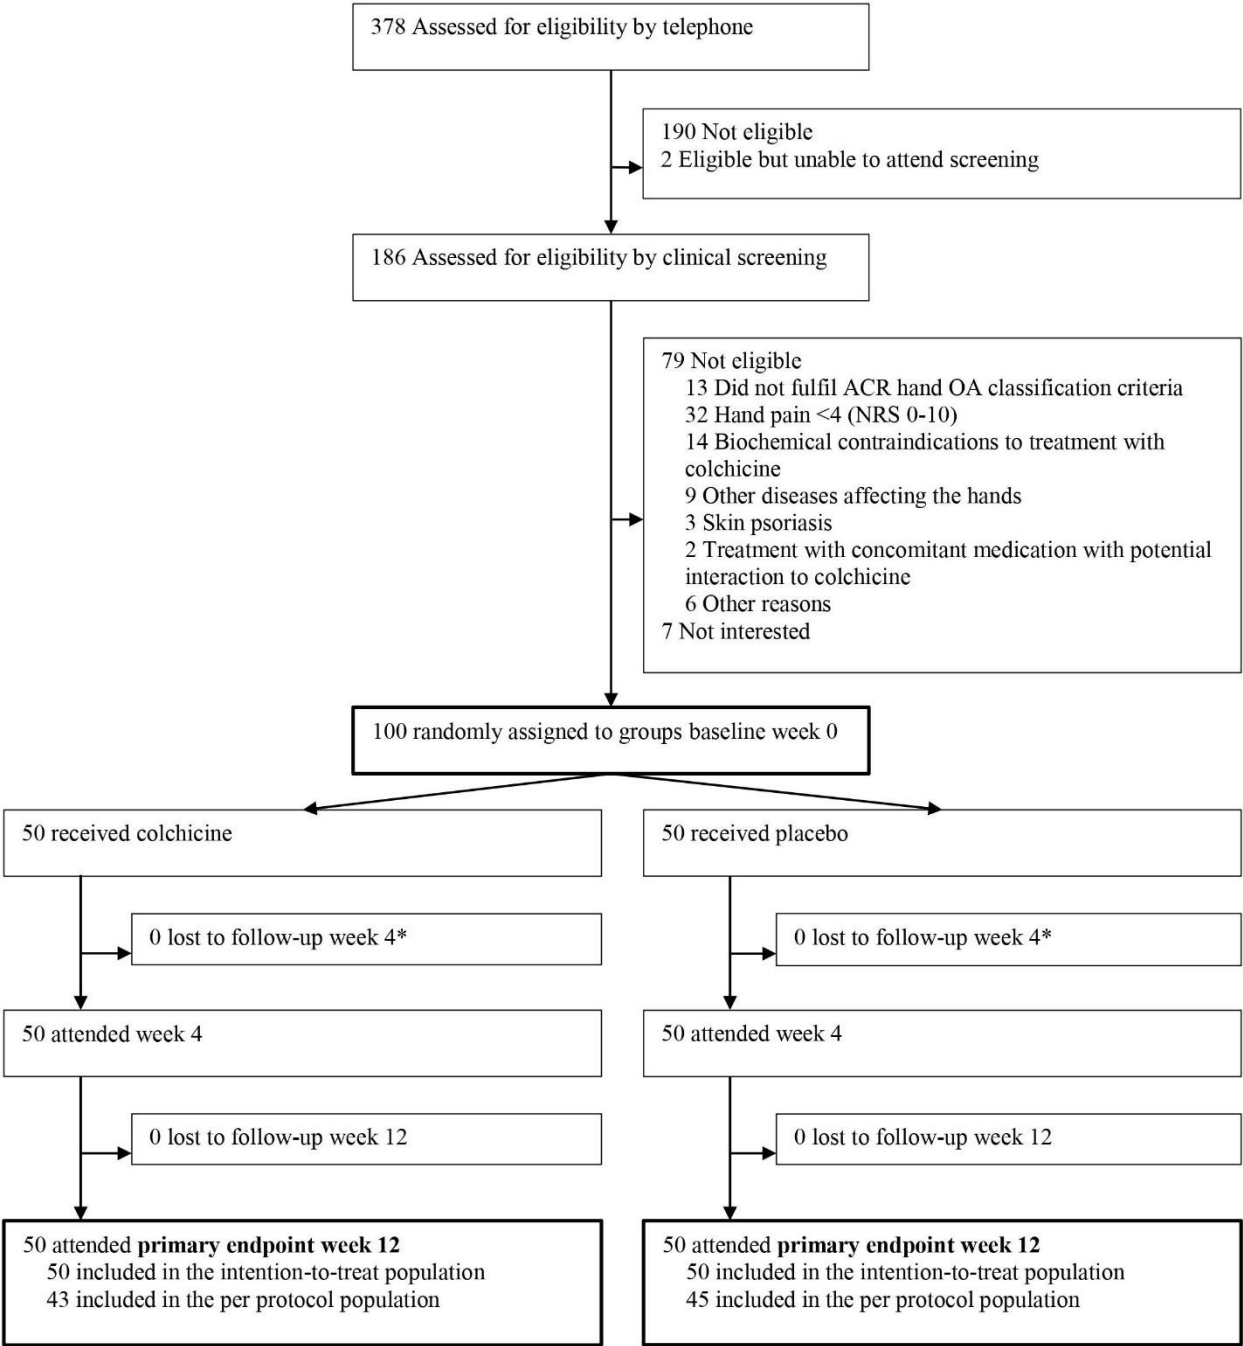 378 Assessed for eligibility by telephone
190 Not eligible
2 Eligible but unable to attend screening
186 Assessed for eligibility by clinical screening
79 Not eligible
13 Did not fulfil ACR hand OA classification criteria
32 Hand pain <4 (NRS 0-10)
14 Biochemical contraindications to treatment with
colchicine
9 Other diseases affecting the hands
3 Skin psoriasis
2 Treatment with concomitant medication with potential
interaction to colchicine
6 Other reasons
7 Not interested
100 randomly assigned to groups baseline week 0
50 received colchicine
50 received placebo
0 lost to follow-up week 4*
0 lost to follow-up week 4*
50 attended week 4
50 attended week 4
0 lost to follow-up week 12
0 lost to follow-up week 12
50 attended primary endpoint week 12
50 included in the intention-to-treat population
43 included in the per protocol population
50 attended primary endpoint week 12
50 included in the intention-to-treat population
45 included in the per protocol population